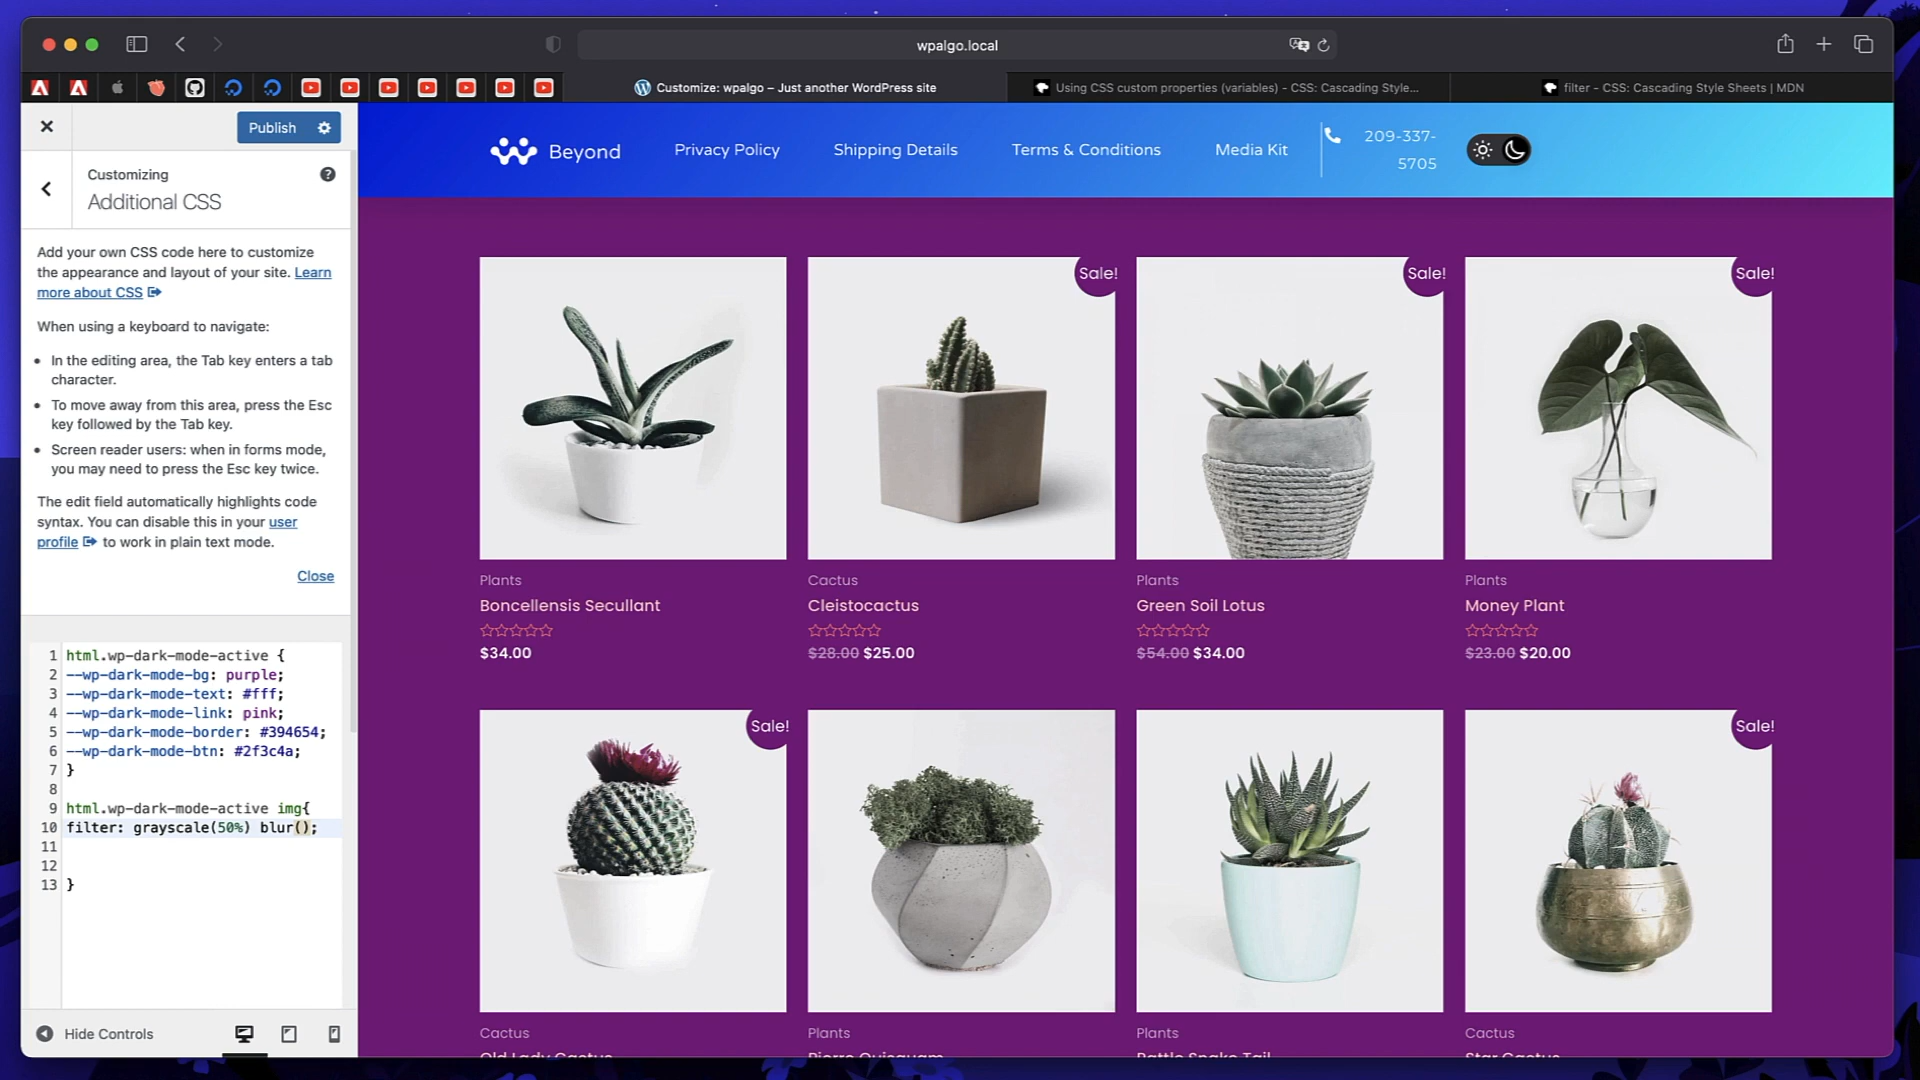 wpalgo.local
Customize: wpalgo – Just another WordPress site
Using CSS custom properties (variables) - CSS: Cascading Style...
filter - CSS: Cascading Style Sheets | MDN
Publish
Customizing
Additional CSS
Add your own CSS code here to customize
the appearance and layout of your site. Learn
more about CSS
When using a keyboard to navigate:
In the editing area, the Tab key enters a tab
character.
To move away from this area, press the Esc
key followed by the Tab key.
Screen reader users: when in forms mode,
you may need to press the Esc key twice.
The edit field automatically highlights code
syntax. You can disable this in your user
profile to work in plain text mode.
Close
1 html.wp-dark-mode-active {
2 --wp-dark-mode-bg: purple;
3 --wp-dark-mode-text: #fff;
4 --wp-dark-mode-link: pink;
5 --wp-dark-mode-border: #394654;
6 --wp-dark-mode-btn: #2f3c4a;
7 }
8
9 html.wp-dark-mode-active img{
10 filter: grayscale(50%) blur();
11
12
13 }
Hide Controls
Beyond
Privacy Policy
Shipping Details
Terms & Conditions
Media Kit
209-337-
5705
Plants
Boncellensis Secullant
$34.00
Sale!
Cactus
Cleistocactus
$28.00 $25.00
Sale!
Plants
Green Soil Lotus
$54.00 $34.00
Sale!
Plants
Money Plant
$23.00 $20.00
Sale!
Cactus
Old Lady Cactus
Plants
Pierre Quisquam
Plants
Rattle Snake Tail
Sale!
Cactus
Star Cactus